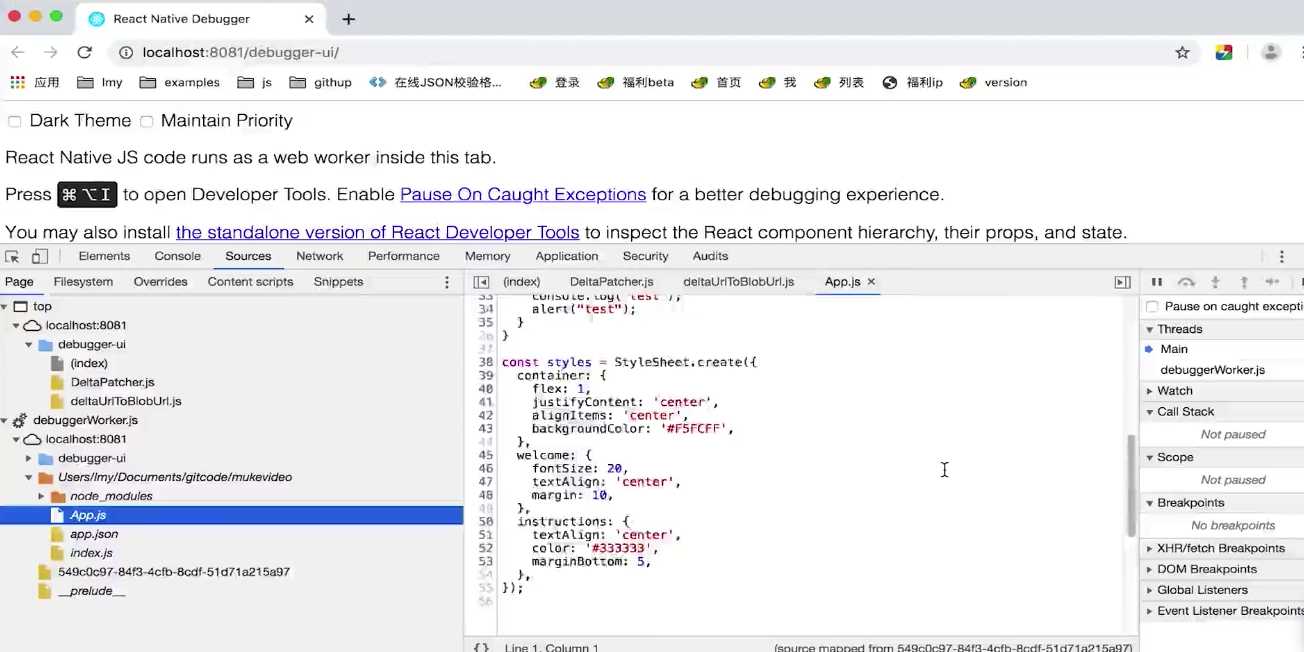 React Native Debugger
localhost:8081/debugger-ui/
应用 lmy examples js githup 在线JSON校验格... 登录 福利beta 首页 我 列表 福利ip version
Dark Theme Maintain Priority
React Native JS code runs as a web worker inside this tab.
Press ⌘⌥I to open Developer Tools. Enable Pause On Caught Exceptions for a better debugging experience.
You may also install the standalone version of React Developer Tools to inspect the React component hierarchy, their props, and state.
Elements Console Sources Network Performance Memory Application Security Audits
Page Filesystem Overrides Content scripts Snippets
(index) DeltaPatcher.js deltaUrlToBlobUrl.js App.js
top
localhost:8081
debugger-ui
(index)
DeltaPatcher.js
deltaUrlToBlobUrl.js
debuggerWorker.js
localhost:8081
debugger-ui
Users/lmy/Documents/gitcode/mukevideo
node_modules
App.js
app.json
index.js
549c0c97-84f3-4cfb-8cdf-51d71a215a97
__prelude__
33 console.log("test");
34 alert("test");
35 }
36 }
37
38 const styles = StyleSheet.create({
39 container: {
40 flex: 1,
41 justifyContent: 'center',
42 alignItems: 'center',
43 backgroundColor: '#F5FCFF',
44 },
45 welcome: {
46 fontSize: 20,
47 textAlign: 'center',
48 margin: 10,
49 },
50 instructions: {
51 textAlign: 'center',
52 color: '#333333',
53 marginBottom: 5,
54 },
55 });
56
{} Line 1, Column 1 (source mapped from 549c0c97-84f3-4cfb-8cdf-51d71a215a97)
Pause on caught excepti
Threads
Main
debuggerWorker.js
Watch
Call Stack
Not paused
Scope
Not paused
Breakpoints
No breakpoints
XHR/fetch Breakpoints
DOM Breakpoints
Global Listeners
Event Listener Breakpoints